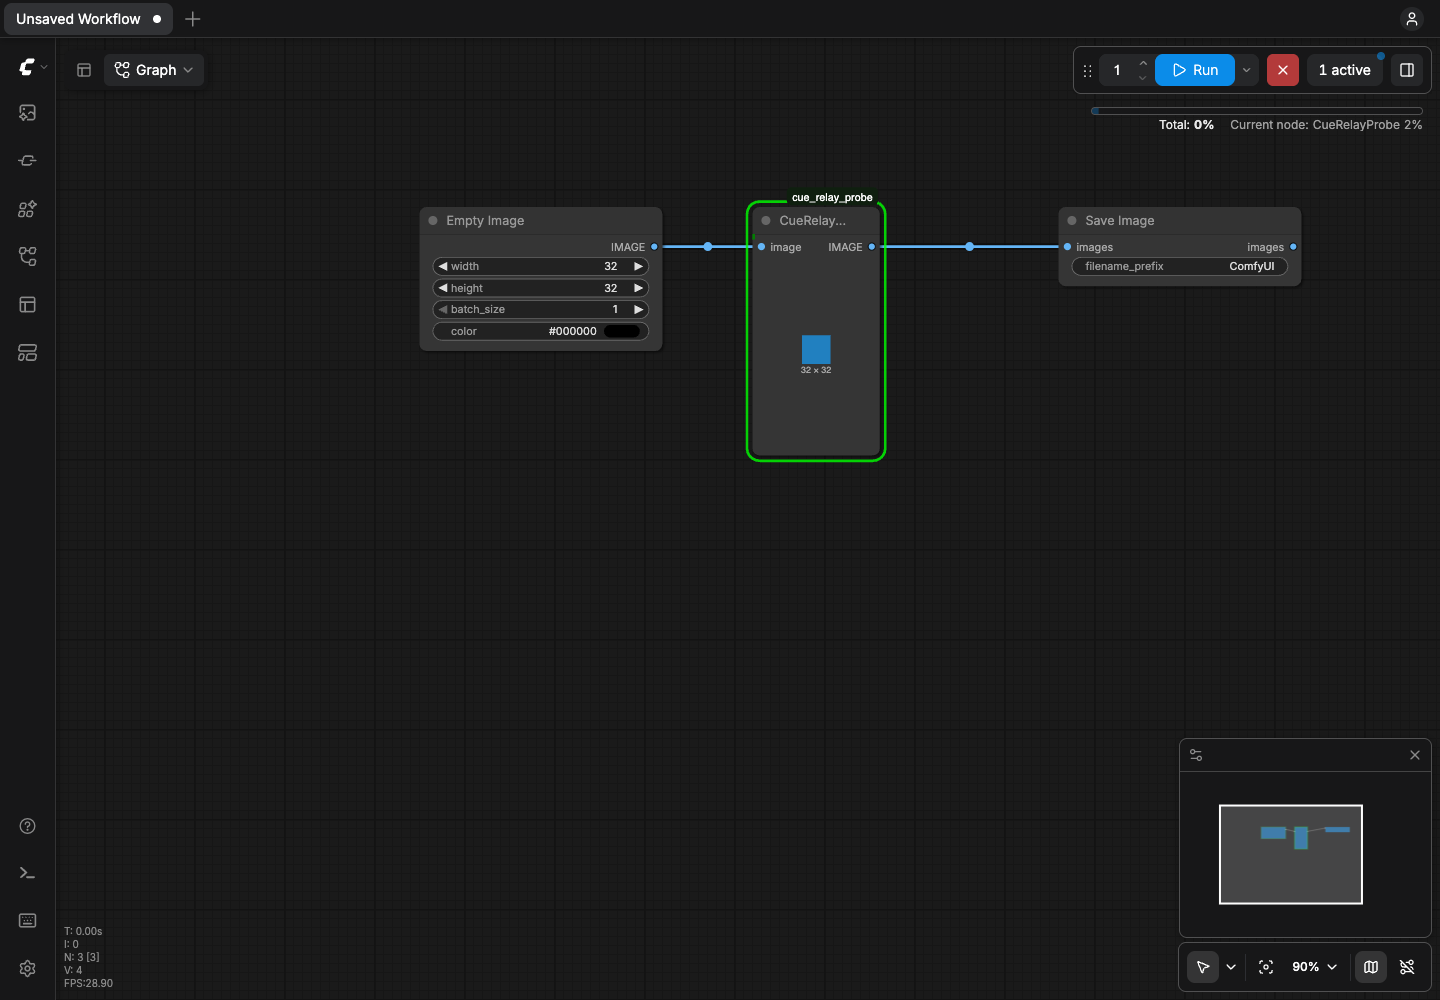 Unsaved Workflow
Graph
1
Run
1 active
Total: 0% Current node: CueRelayProbe 2%
cue_relay_probe
Empty Image
IMAGE
width 32
height 32
batch_size 1
color #000000
CueRelay...
image IMAGE
32 × 32
Save Image
images images
filename_prefix ComfyUI
T: 0.00s
I: 0
N: 3 [3]
V: 4
FPS:28.90
90%